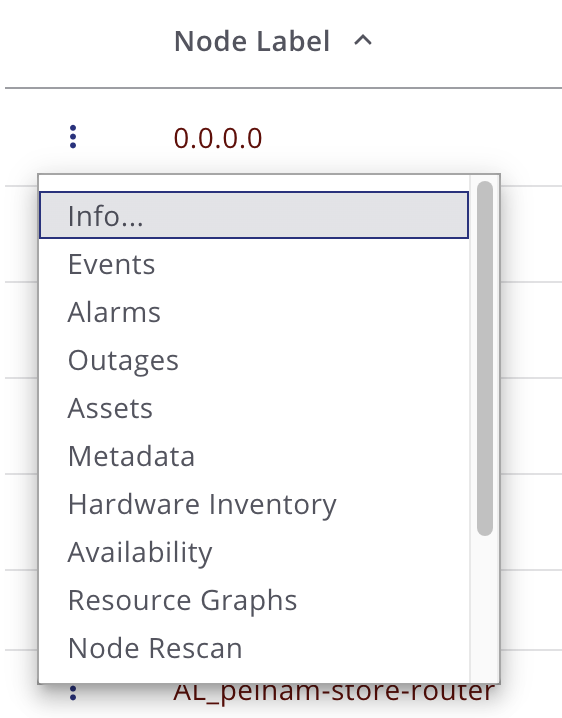 Node Label
0.0.0.0
Info...
Events
Alarms
Outages
Assets
Metadata
Hardware Inventory
Availability
Resource Graphs
Node Rescan
AL_pelham-store-router